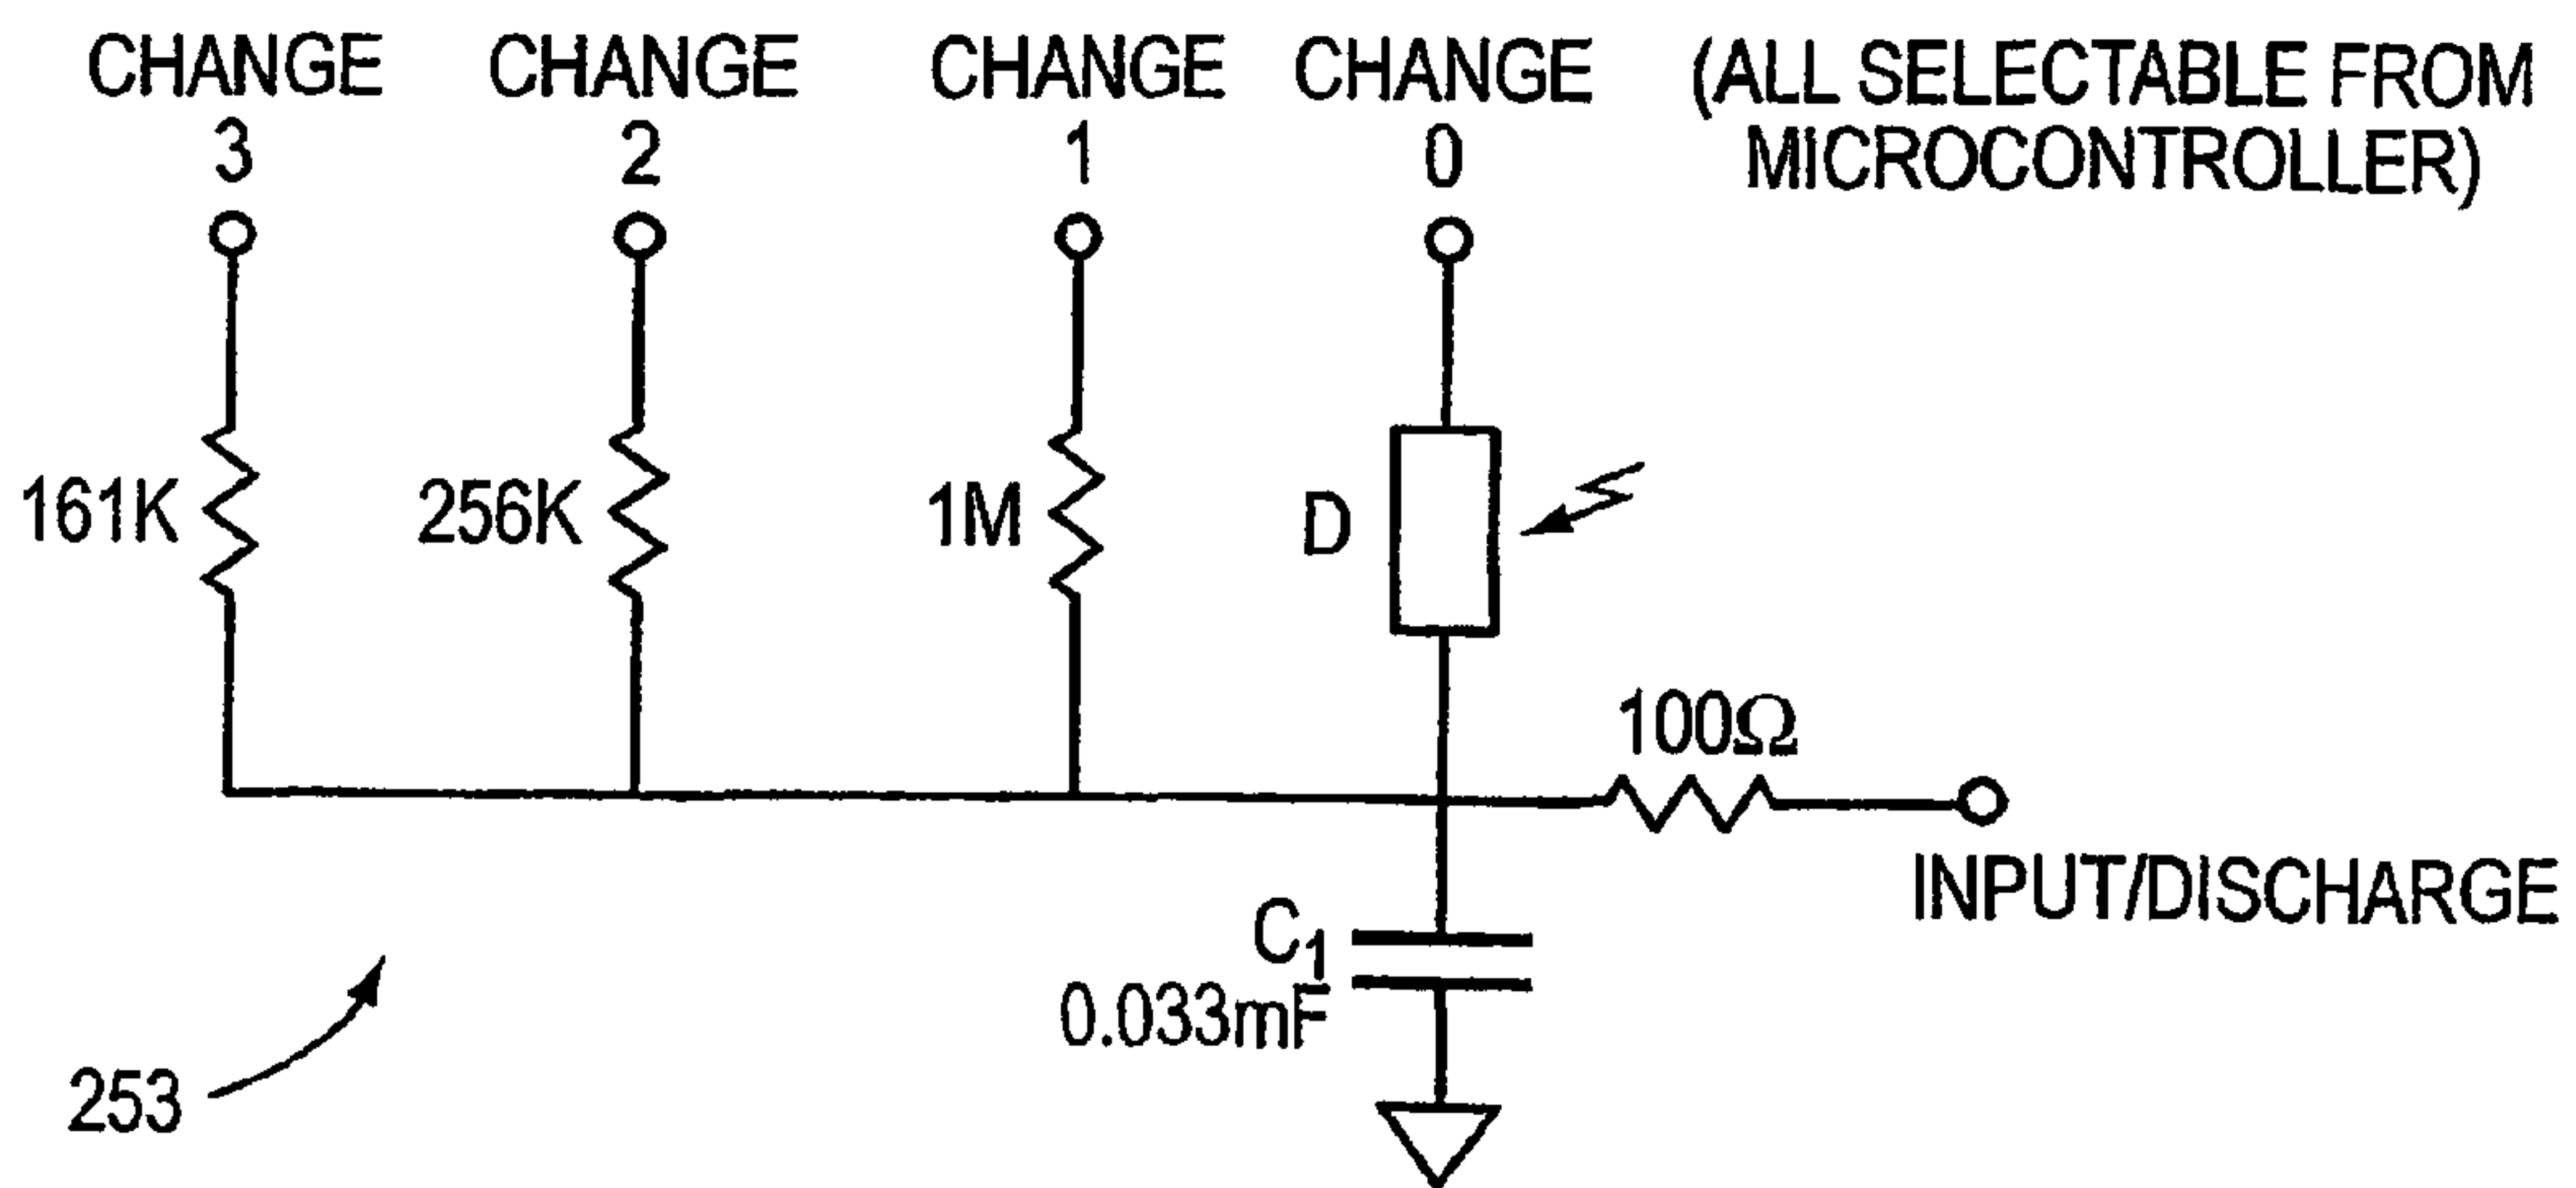 CHANGE CHANGE CHANGE CHANGE (ALL SELECTABLE FROM
3 2 1 0 MICROCONTROLLER)
161K 256K 1M D
100Ω
INPUT/DISCHARGE
C1
0.033mF
253